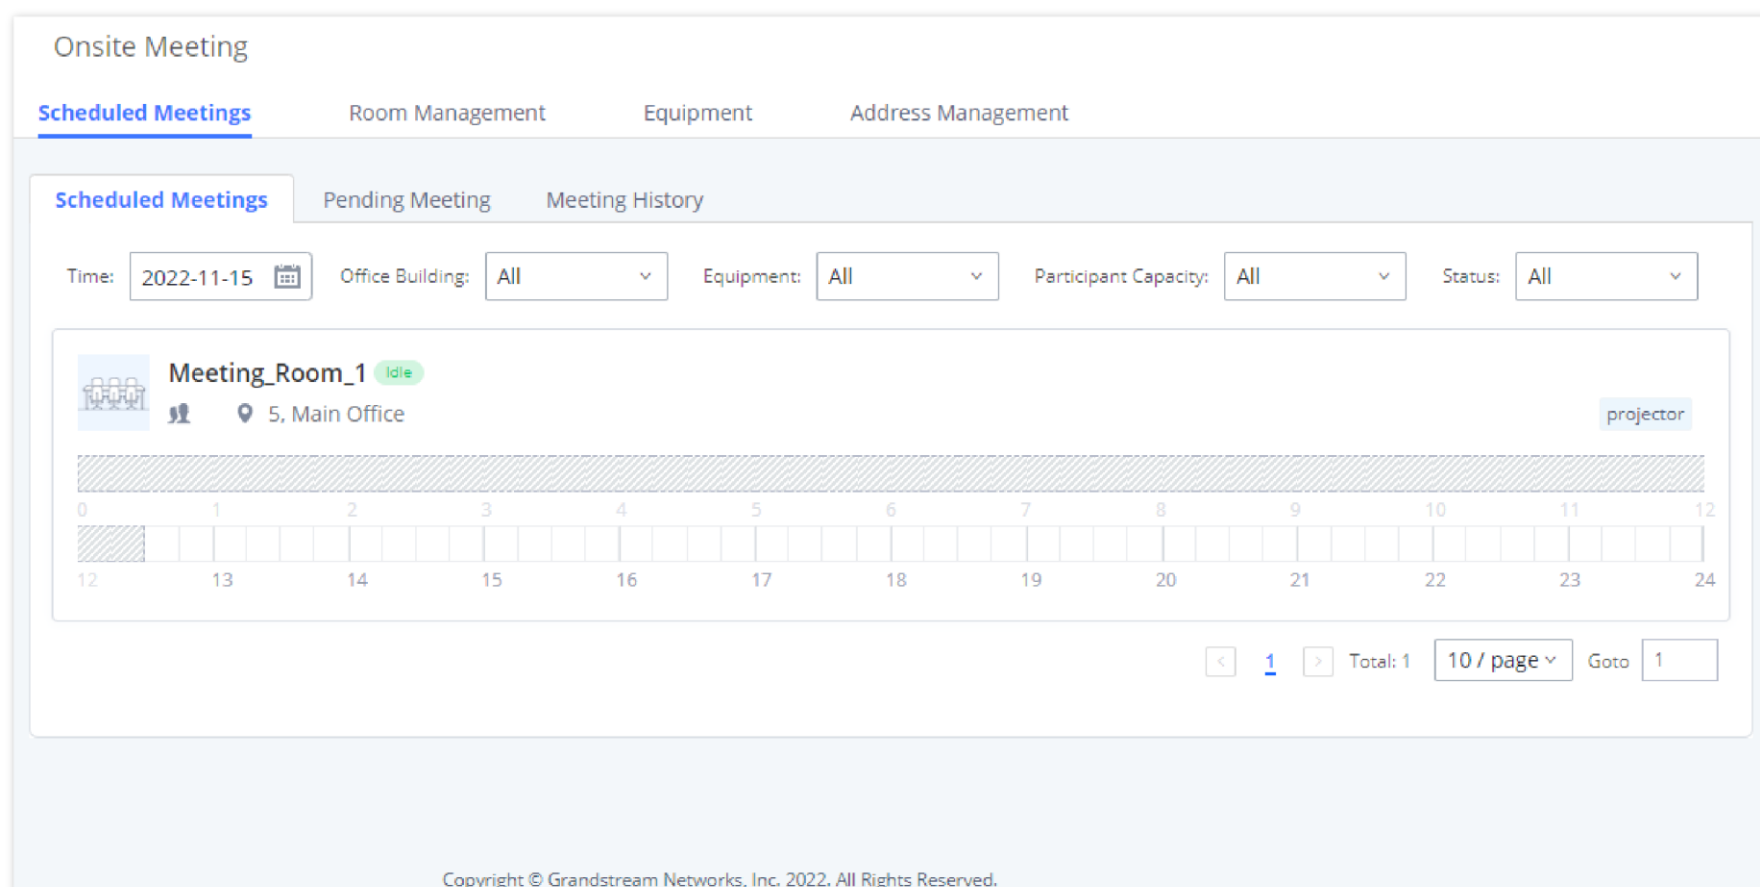 Onsite Meeting
Scheduled Meetings Room Management Equipment Address Management
Scheduled Meetings Pending Meeting Meeting History
Time: 2022-11-15 Office Building: All Equipment: All Participant Capacity: All Status: All
Meeting_Room_1 Idle
5, Main Office projector
0 1 2 3 4 5 6 7 8 9 10 11 12
12 13 14 15 16 17 18 19 20 21 22 23 24
< 1 > Total: 1 10 / page Goto 1
Copyright © Grandstream Networks, Inc. 2022. All Rights Reserved.